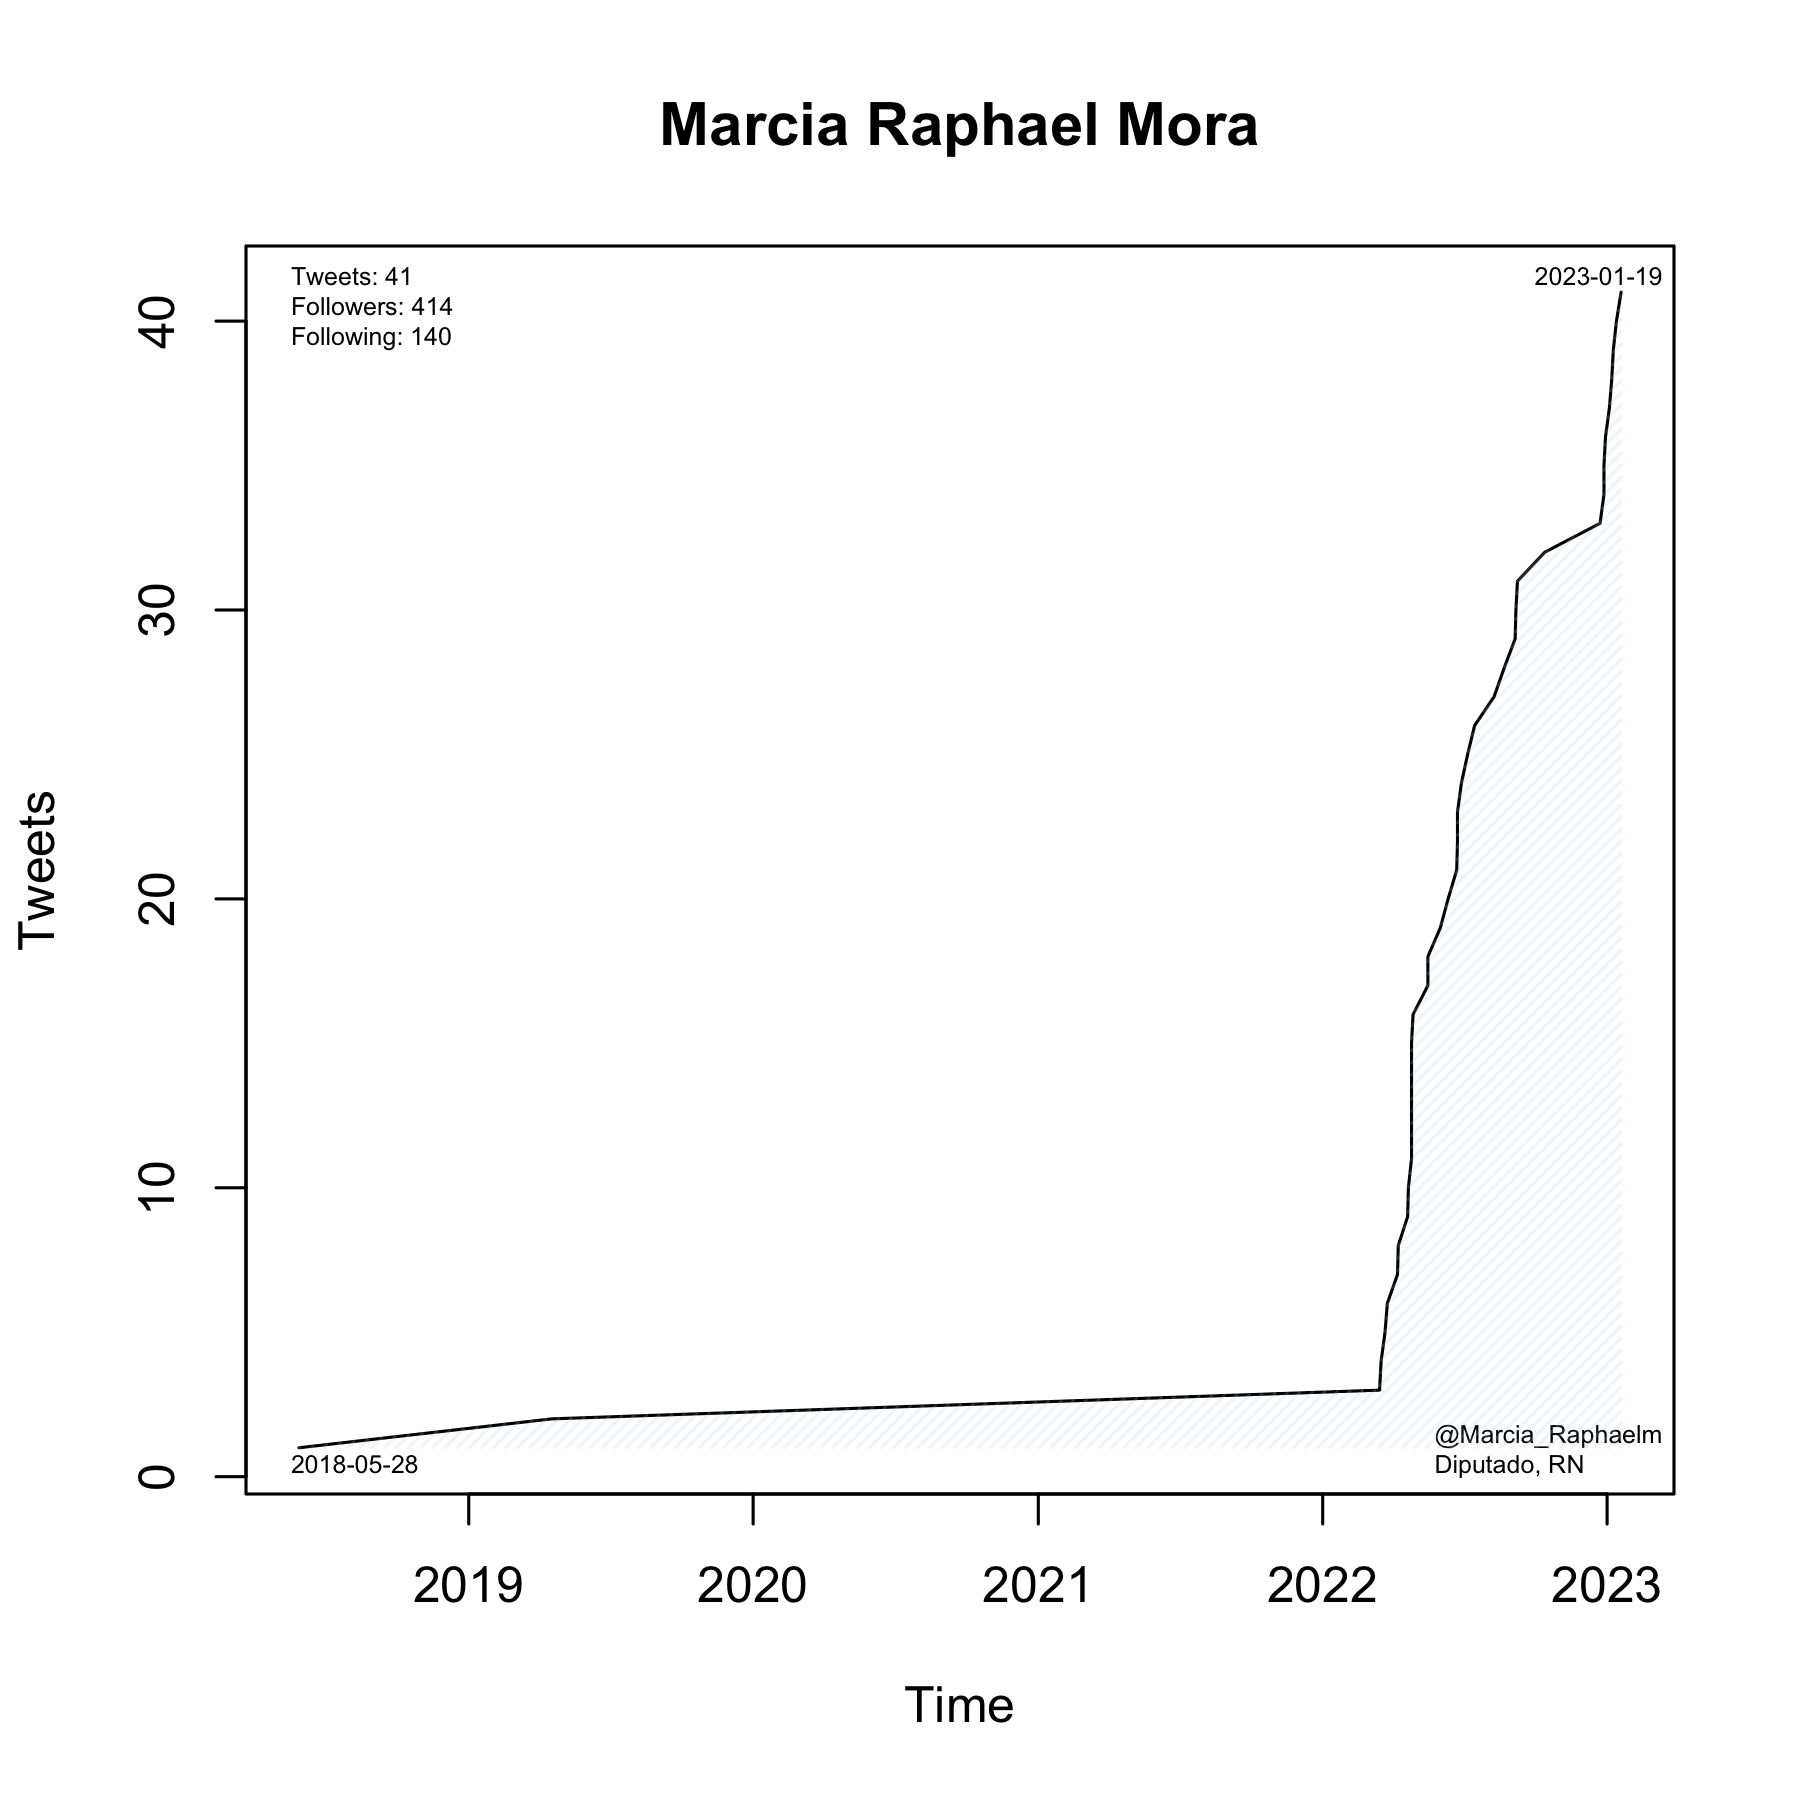 Marcia Raphael Mora
Tweets: 41
Followers: 414
Following: 140
2023-01-19
40
30
20
10
0
Tweets
2018-05-28
@Marcia_Raphaelm
Diputado, RN
2019
2020
2021
2022
2023
Time